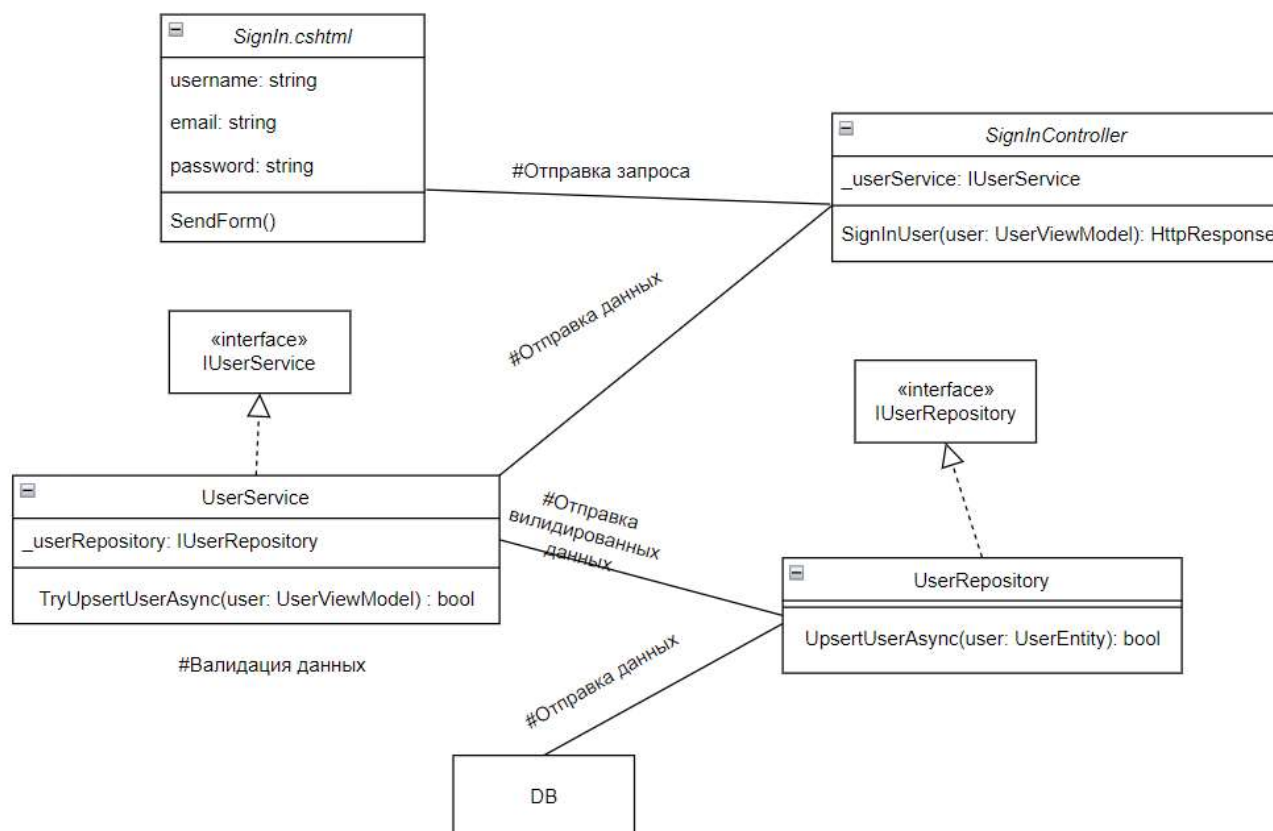 SignIn.cshtml
username: string
email: string
password: string
SendForm()
#Отправка запроса
SignInController
_userService: IUserService
SignInUser(user: UserViewModel): HttpResponse
#Отправка данных
«interface»
IUserService
«interface»
IUserRepository
UserService
_userRepository: IUserRepository
TryUpsertUserAsync(user: UserViewModel) : bool
#Валидация данных
#Отправка
вилидированных
данных
UserRepository
UpsertUserAsync(user: UserEntity): bool
#Отправка данных
DB